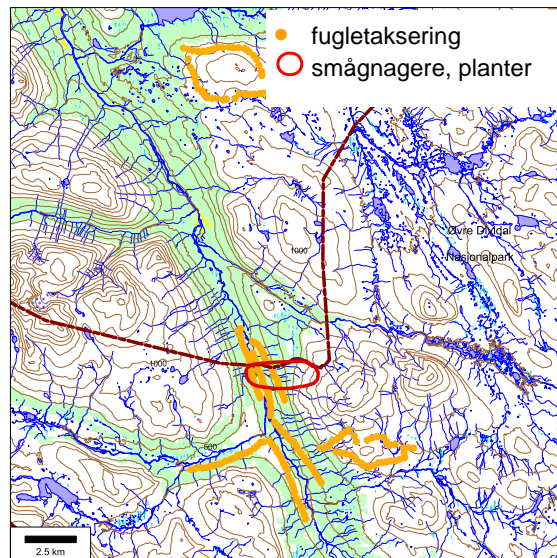 fugletaksering
smågnagere, planter
Øvre Dividal
Nasjonalpark
1000
1000
500
2.5 km